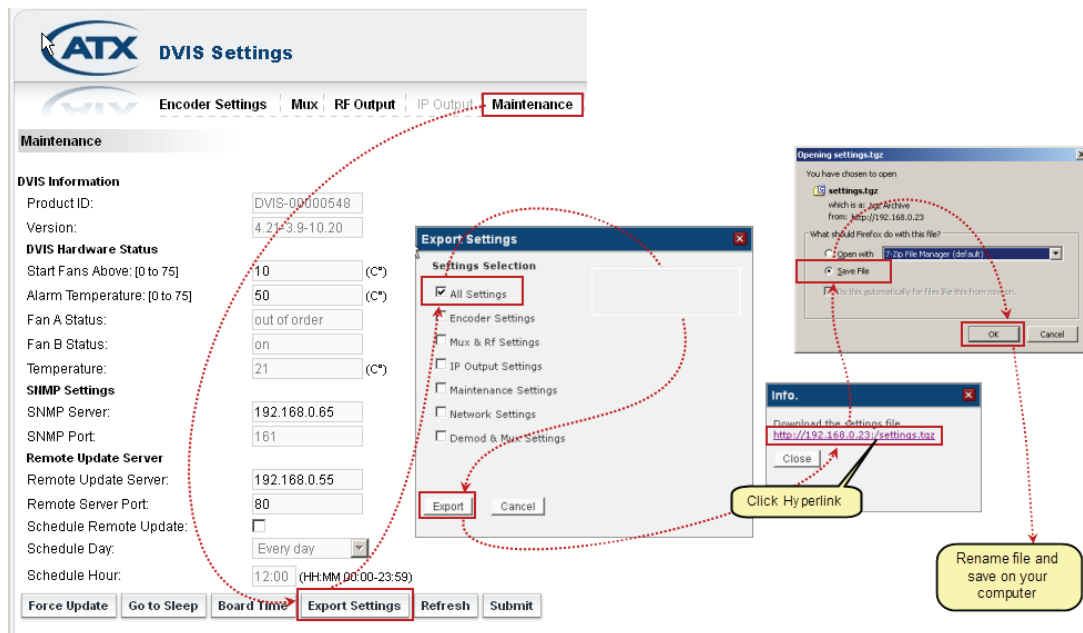 ATX
DVIS Settings
Encoder Settings Mux RF Output IP Output Maintenance
Maintenance
DVIS Information
Product ID: DVIS-00000548
Version: 4.21-3.9-10.20
DVIS Hardware Status
Start Fans Above: [0 to 75] 10 (C°)
Alarm Temperature: [0 to 75] 50 (C°)
Fan A Status: out of order
Fan B Status: on
Temperature: 21 (C°)
SNMP Settings
SNMP Server: 192.168.0.65
SNMP Port: 161
Remote Update Server
Remote Update Server: 192.168.0.55
Remote Server Port: 80
Schedule Remote Update:
Schedule Day: Every day
Schedule Hour: 12:00 (HH:MM 00:00-23:59)
Force Update Go to Sleep Board Time Export Settings Refresh Submit
Export Settings
Settings Selection
All Settings
Encoder Settings
Mux & Rf Settings
IP Output Settings
Maintenance Settings
Network Settings
Demod & Mux Settings
Export Cancel
Opening settings.tgz
You have chosen to open
settings.tgz
which is a: .tgz Archive
from: http://192.168.0.23
What should Firefox do with this file?
Open with 7-Zip File Manager (default)
Save File
Do this automatically for files like this from now on.
OK Cancel
Info.
Download the settings file
http://192.168.0.23:/settings.tgz
Close
Click Hyperlink
Rename file and
save on your
computer